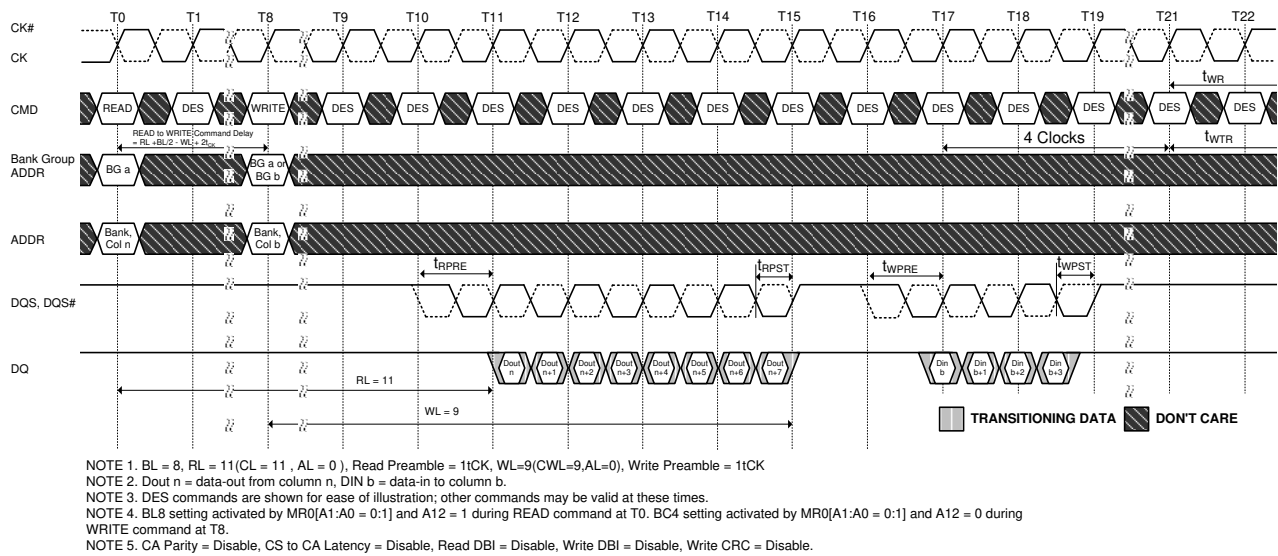 T0 T1 T8 T9 T10 T11 T12 T13 T14 T15 T16 T17 T18 T19 T21 T22
CK#
CK
tWR
CMD READ DES WRITE DES DES DES DES DES DES DES DES DES DES DES DES DES
READ to WRITE Command Delay
= RL +BL/2 - WL + 2tCK
4 Clocks
tWTR
Bank Group
ADDR
BG a
BG a or
BG b
ADDR
Bank,
Col n
Bank,
Col b
tRPRE tRPST tWPRE tWPST
DQS, DQS#
DQ
Dout
n
Dout
n+1
Dout
n+2
Dout
n+3
Dout
n+4
Dout
n+5
Dout
n+6
Dout
n+7
Din
b
Din
b+1
Din
b+2
Din
b+3
RL = 11
WL = 9
TRANSITIONING DATA DON'T CARE
NOTE 1. BL = 8, RL = 11(CL = 11 , AL = 0 ), Read Preamble = 1tCK, WL=9(CWL=9,AL=0), Write Preamble = 1tCK
NOTE 2. Dout n = data-out from column n, DIN b = data-in to column b.
NOTE 3. DES commands are shown for ease of illustration; other commands may be valid at these times.
NOTE 4. BL8 setting activated by MR0[A1:A0 = 0:1] and A12 = 1 during READ command at T0. BC4 setting activated by MR0[A1:A0 = 0:1] and A12 = 0 during
WRITE command at T8.
NOTE 5. CA Parity = Disable, CS to CA Latency = Disable, Read DBI = Disable, Write DBI = Disable, Write CRC = Disable.